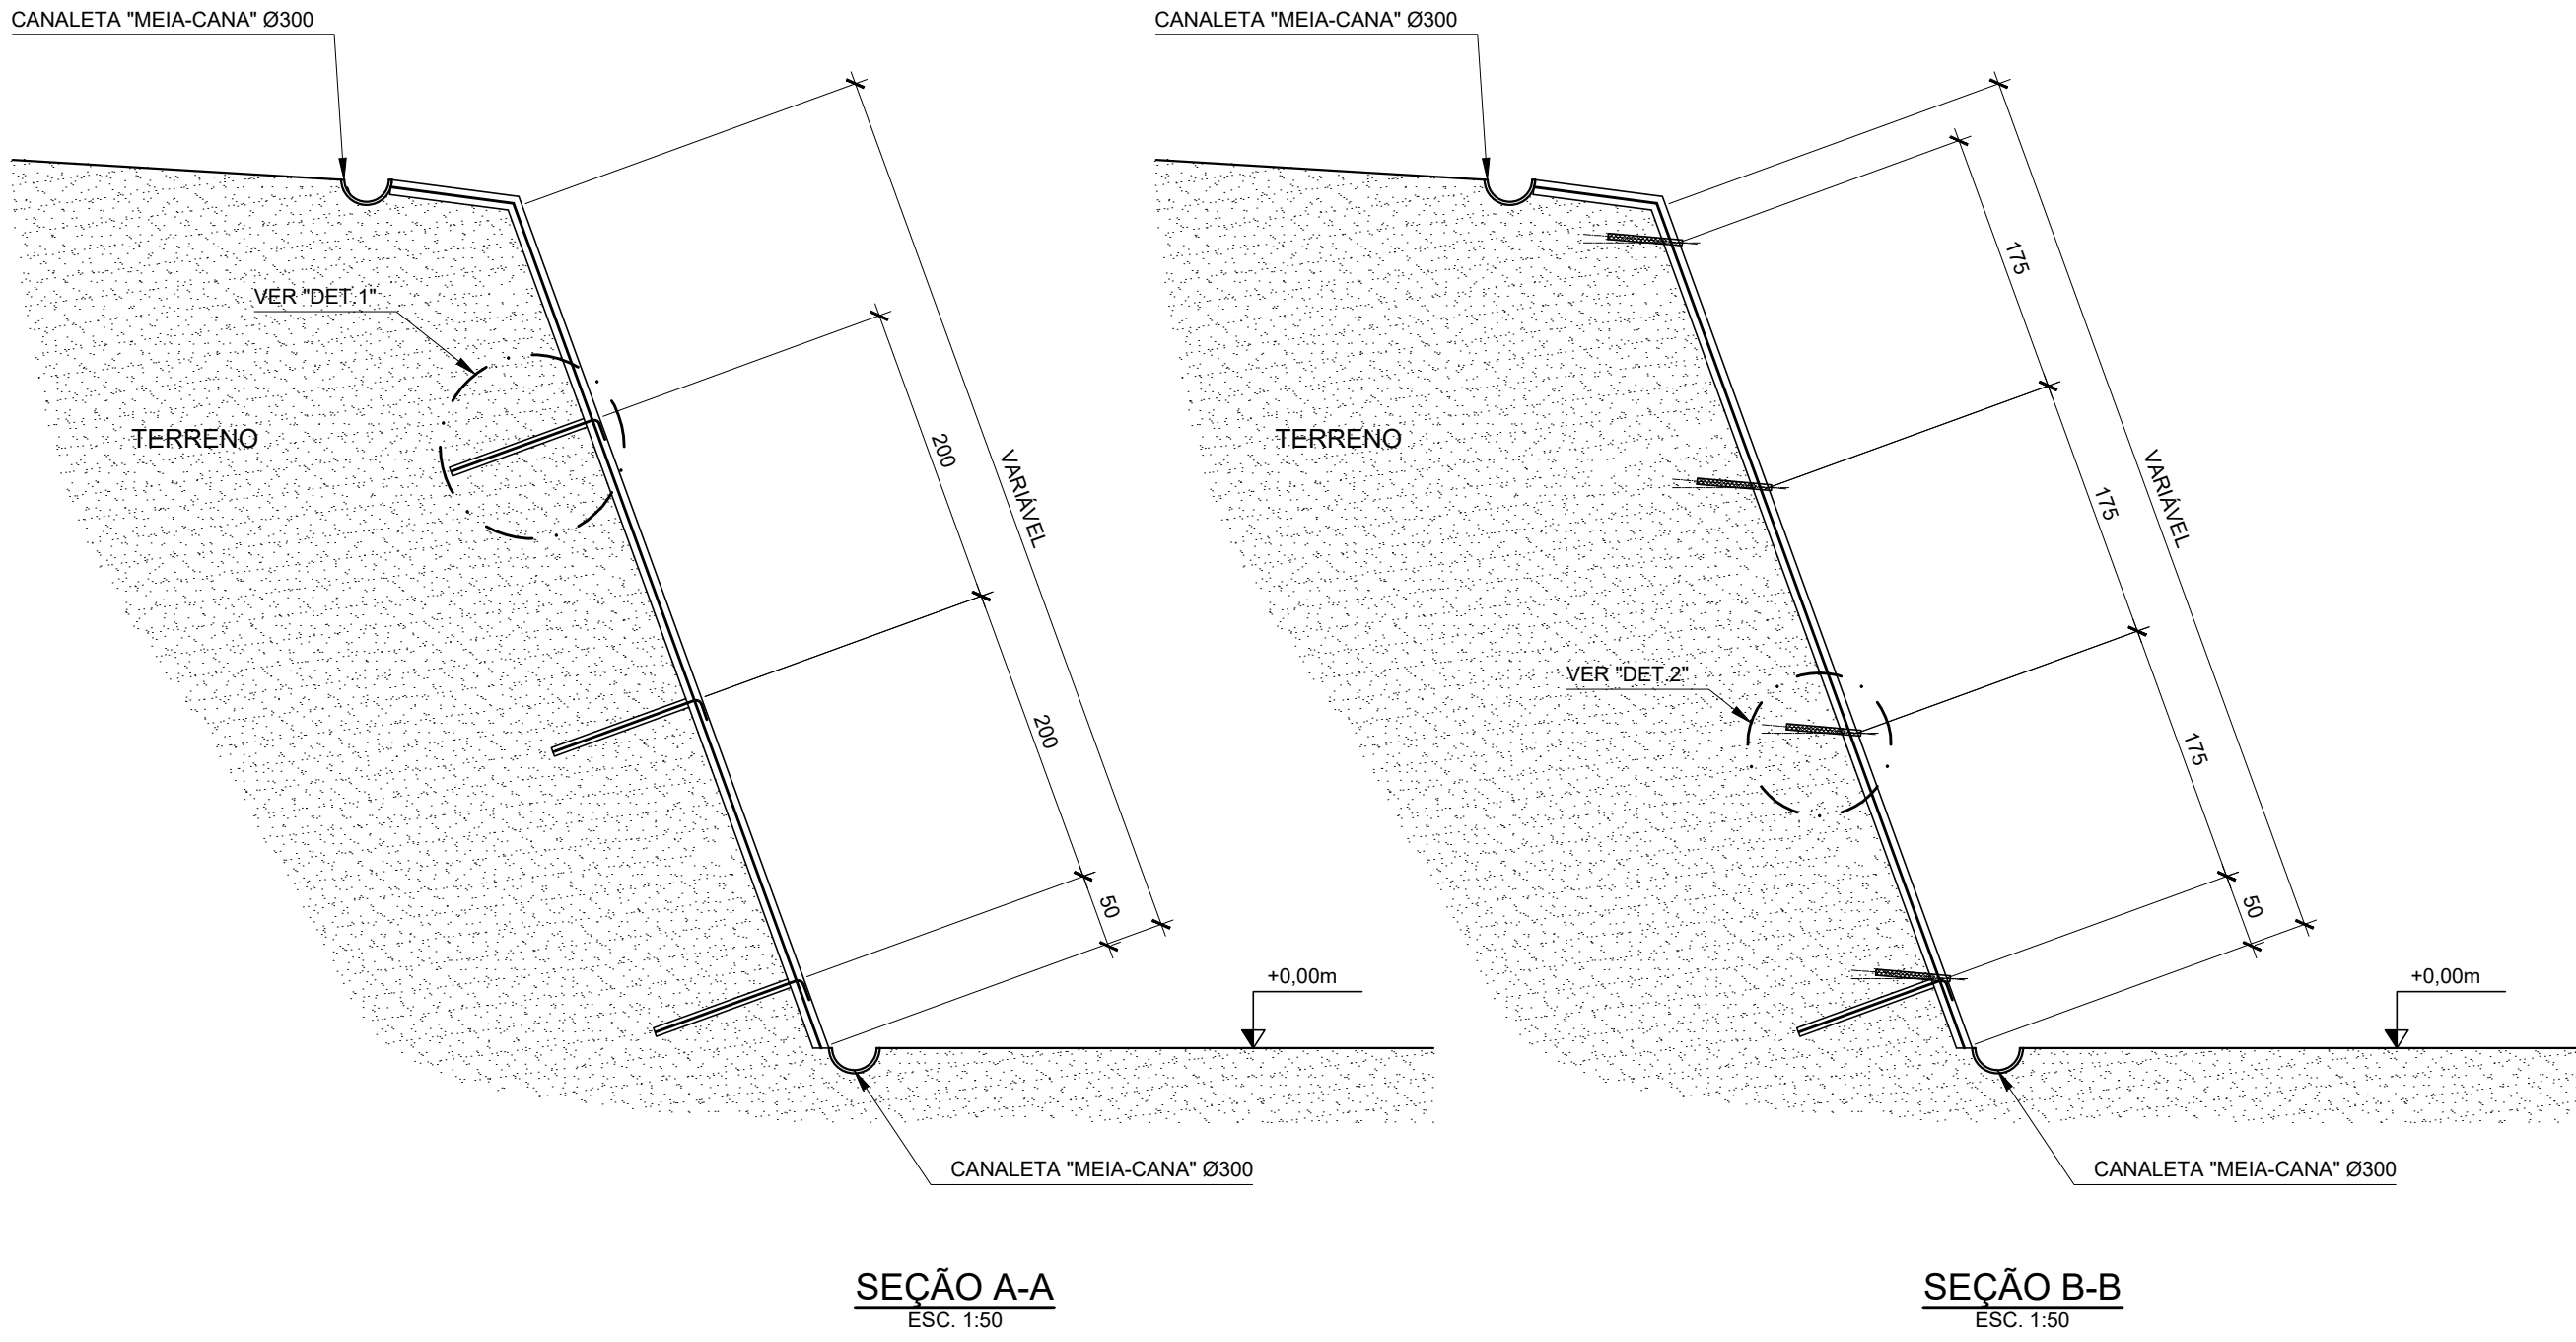 CANALETA "MEIA-CANA" Ø300
VER "DET.1"
TERRENO
200
VARIÁVEL
200
50
+0,00m
CANALETA "MEIA-CANA" Ø300
SEÇÃO A-A
ESC. 1:50
CANALETA "MEIA-CANA" Ø300
175
TERRENO
VARIÁVEL
175
VER "DET.2"
175
50
+0,00m
CANALETA "MEIA-CANA" Ø300
SEÇÃO B-B
ESC. 1:50